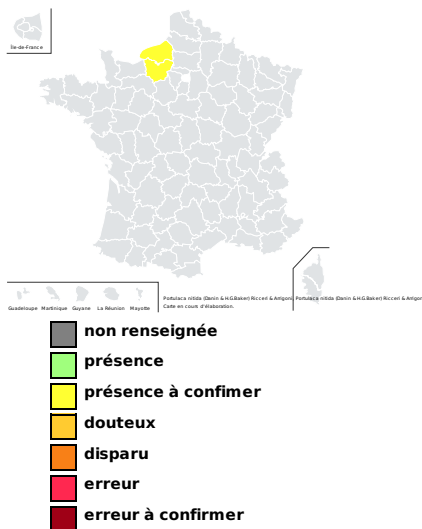 Île-de-France
Guadeloupe Martinique Guyane La Réunion Mayotte
Portulaca nitida (Danin & H.G.Baker) Ricceri & Arrigoni
Carte en cours d'élaboration.
Portulaca nitida (Danin & H.G.Baker) Ricceri & Arrigoni
non renseignée
présence
présence à confimer
douteux
disparu
erreur
erreur à confirmer